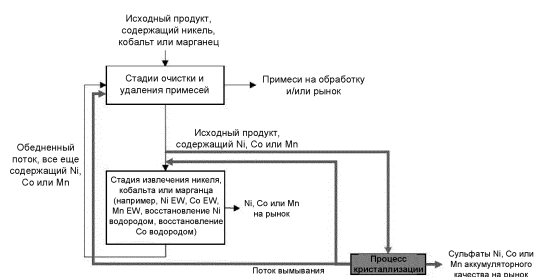 Исходный продукт,
содержащий никель,
кобальт или марганец
Стадии очистки и
удаления примесей
Примеси на обработку
и/или рынок
Исходный продукт,
содержащий Ni, Co или Mn
Обедненный
поток, все еще
содержащий Ni,
Co или Mn
Стадия извлечения никеля,
кобальта или марганца
(например, Ni EW, Co EW,
Mn EW, восстановление Ni
водородом, восстановление
Co водородом)
Ni, Co или Mn
на рынок
Процесс
кристаллизации
Сульфаты Ni, Co или
Mn аккумуляторного
качества на рынок
Поток вымывания